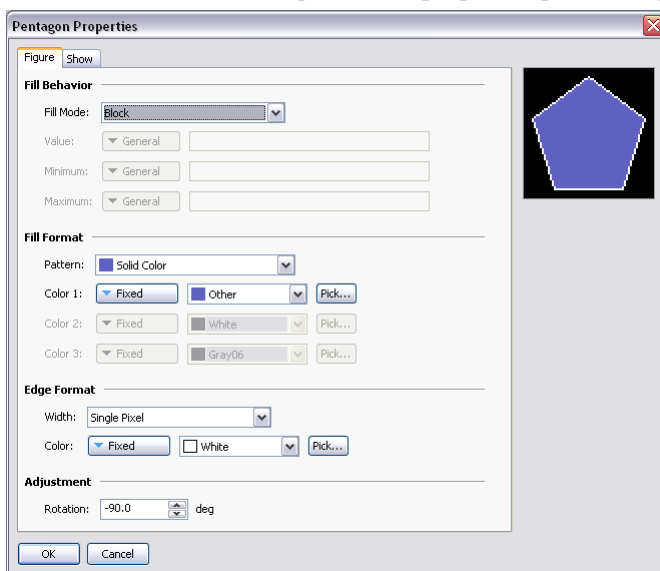 Pentagon Properties
Figure Show
Fill Behavior
Fill Mode: Block
Value: General
Minimum: General
Maximum: General
Fill Format
Pattern: Solid Color
Color 1: Fixed Other Pick...
Color 2: Fixed White Pick...
Color 3: Fixed Gray06 Pick...
Edge Format
Width: Single Pixel
Color: Fixed White Pick...
Adjustment
Rotation: -90.0 deg
OK Cancel